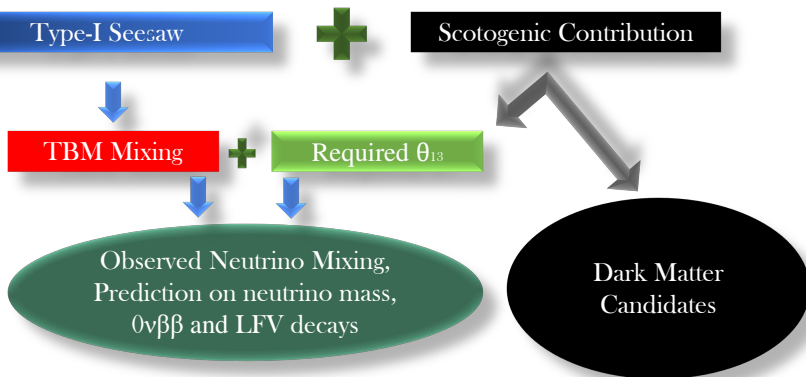 Type-I Seesaw
Scotogenic Contribution
TBM Mixing
Required θ₁₃
Observed Neutrino Mixing,
Prediction on neutrino mass,
0νββ and LFV decays
Dark Matter
Candidates